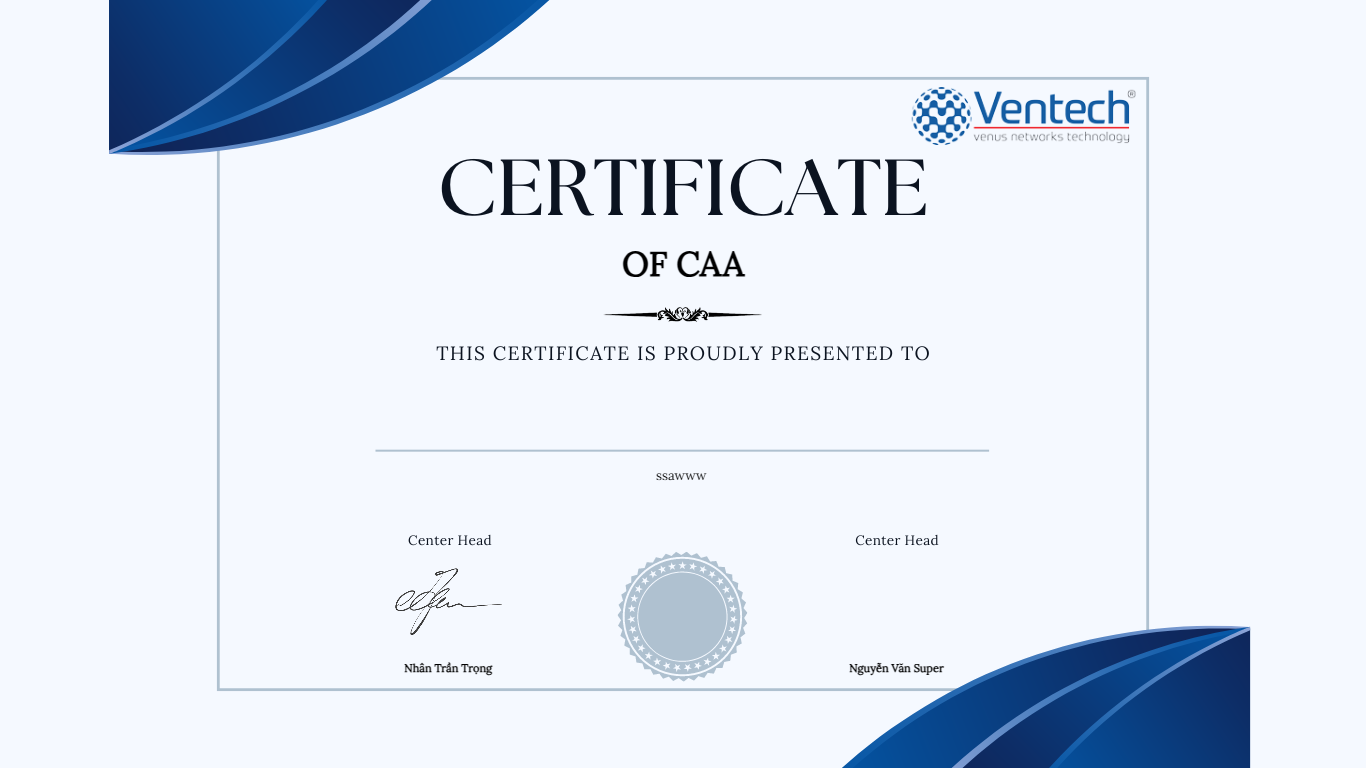 Ventech®
venus networks technology
CERTIFICATE
OF CAA
THIS CERTIFICATE IS PROUDLY PRESENTED TO
ssawww
Center Head
Center Head
Nhân Trần Trọng
Nguyễn Văn Super